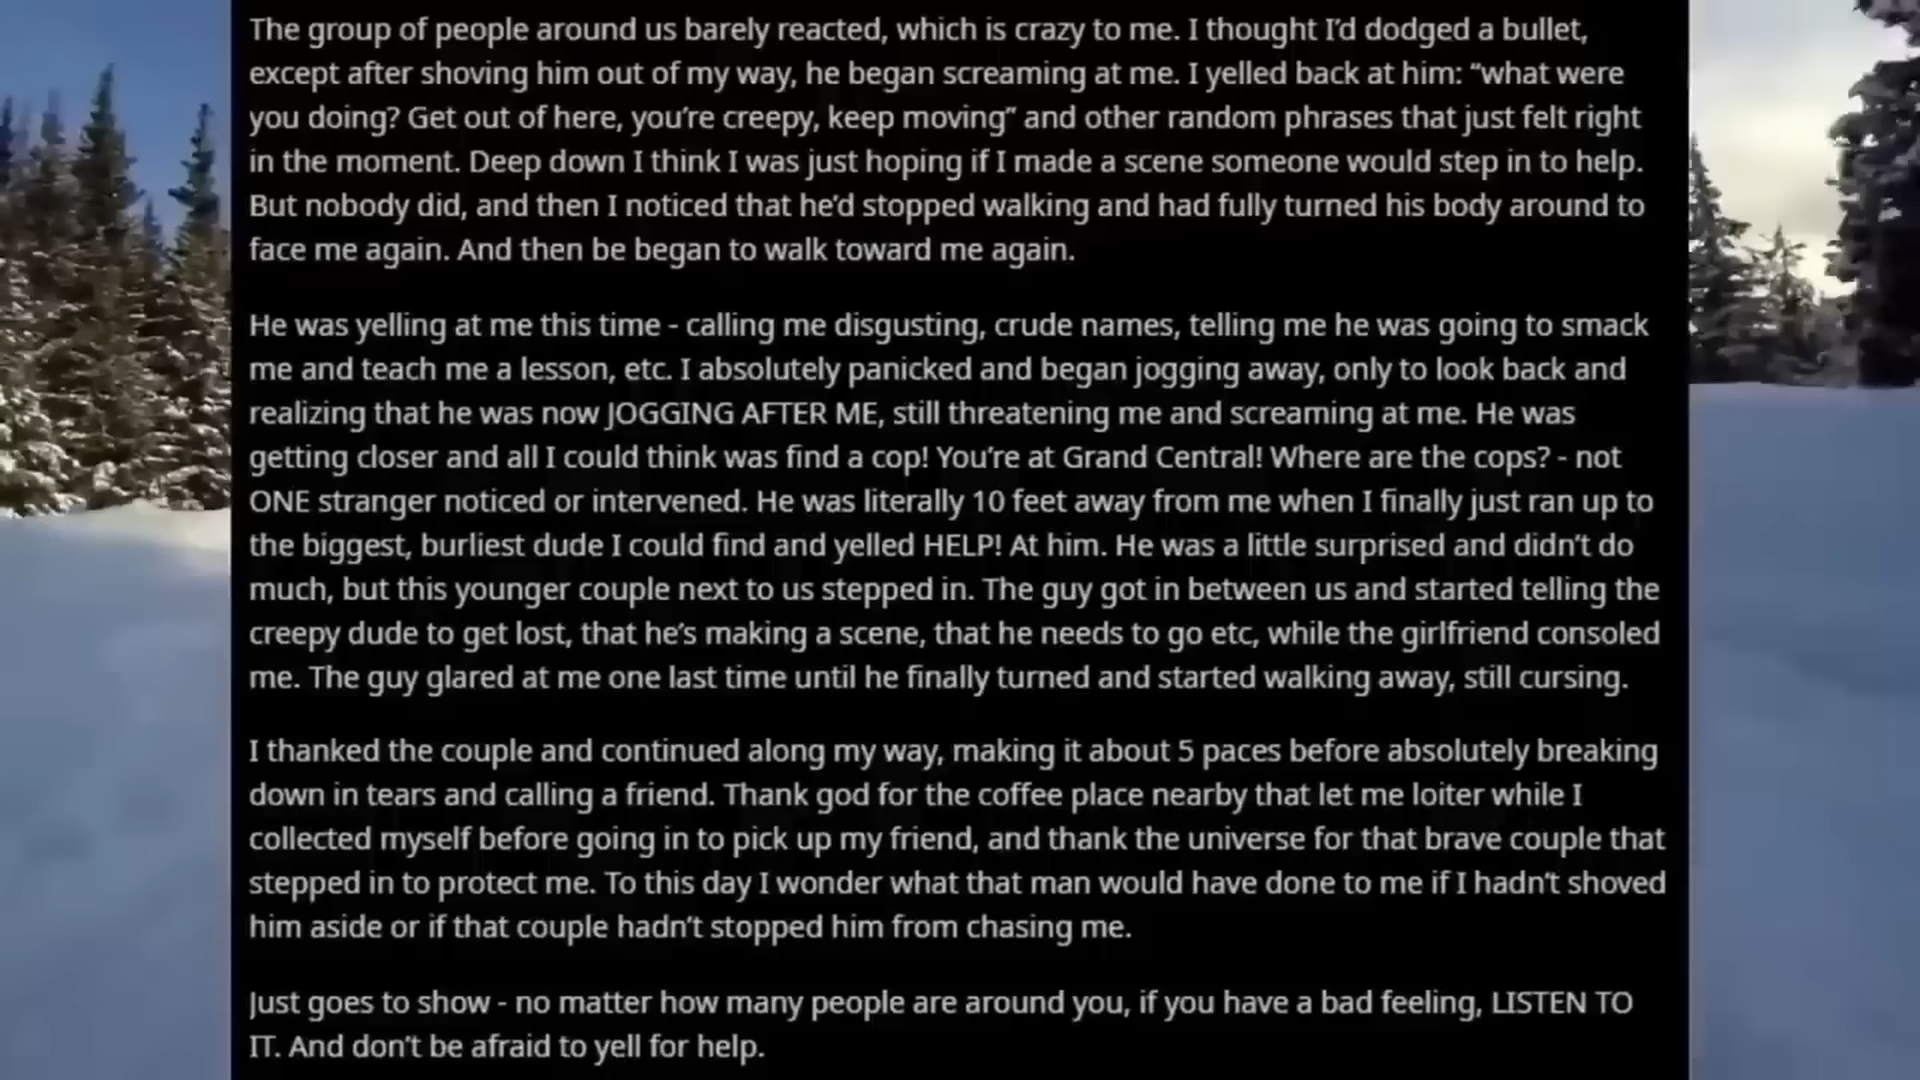 The group of people around us barely reacted, which is crazy to me. I thought I’d dodged a bullet,
except after shoving him out of my way, he began screaming at me. I yelled back at him: “what were
you doing? Get out of here, you’re creepy, keep moving” and other random phrases that just felt right
in the moment. Deep down I think I was just hoping if I made a scene someone would step in to help.
But nobody did, and then I noticed that he’d stopped walking and had fully turned his body around to
face me again. And then be began to walk toward me again.
He was yelling at me this time - calling me disgusting, crude names, telling me he was going to smack
me and teach me a lesson, etc. I absolutely panicked and began jogging away, only to look back and
realizing that he was now JOGGING AFTER ME, still threatening me and screaming at me. He was
getting closer and all I could think was find a cop! You’re at Grand Central! Where are the cops? - not
ONE stranger noticed or intervened. He was literally 10 feet away from me when I finally just ran up to
the biggest, burliest dude I could find and yelled HELP! At him. He was a little surprised and didn’t do
much, but this younger couple next to us stepped in. The guy got in between us and started telling the
creepy dude to get lost, that he’s making a scene, that he needs to go etc, while the girlfriend consoled
me. The guy glared at me one last time until he finally turned and started walking away, still cursing.
I thanked the couple and continued along my way, making it about 5 paces before absolutely breaking
down in tears and calling a friend. Thank god for the coffee place nearby that let me loiter while I
collected myself before going in to pick up my friend, and thank the universe for that brave couple that
stepped in to protect me. To this day I wonder what that man would have done to me if I hadn’t shoved
him aside or if that couple hadn’t stopped him from chasing me.
Just goes to show - no matter how many people are around you, if you have a bad feeling, LISTEN TO
IT. And don’t be afraid to yell for help.